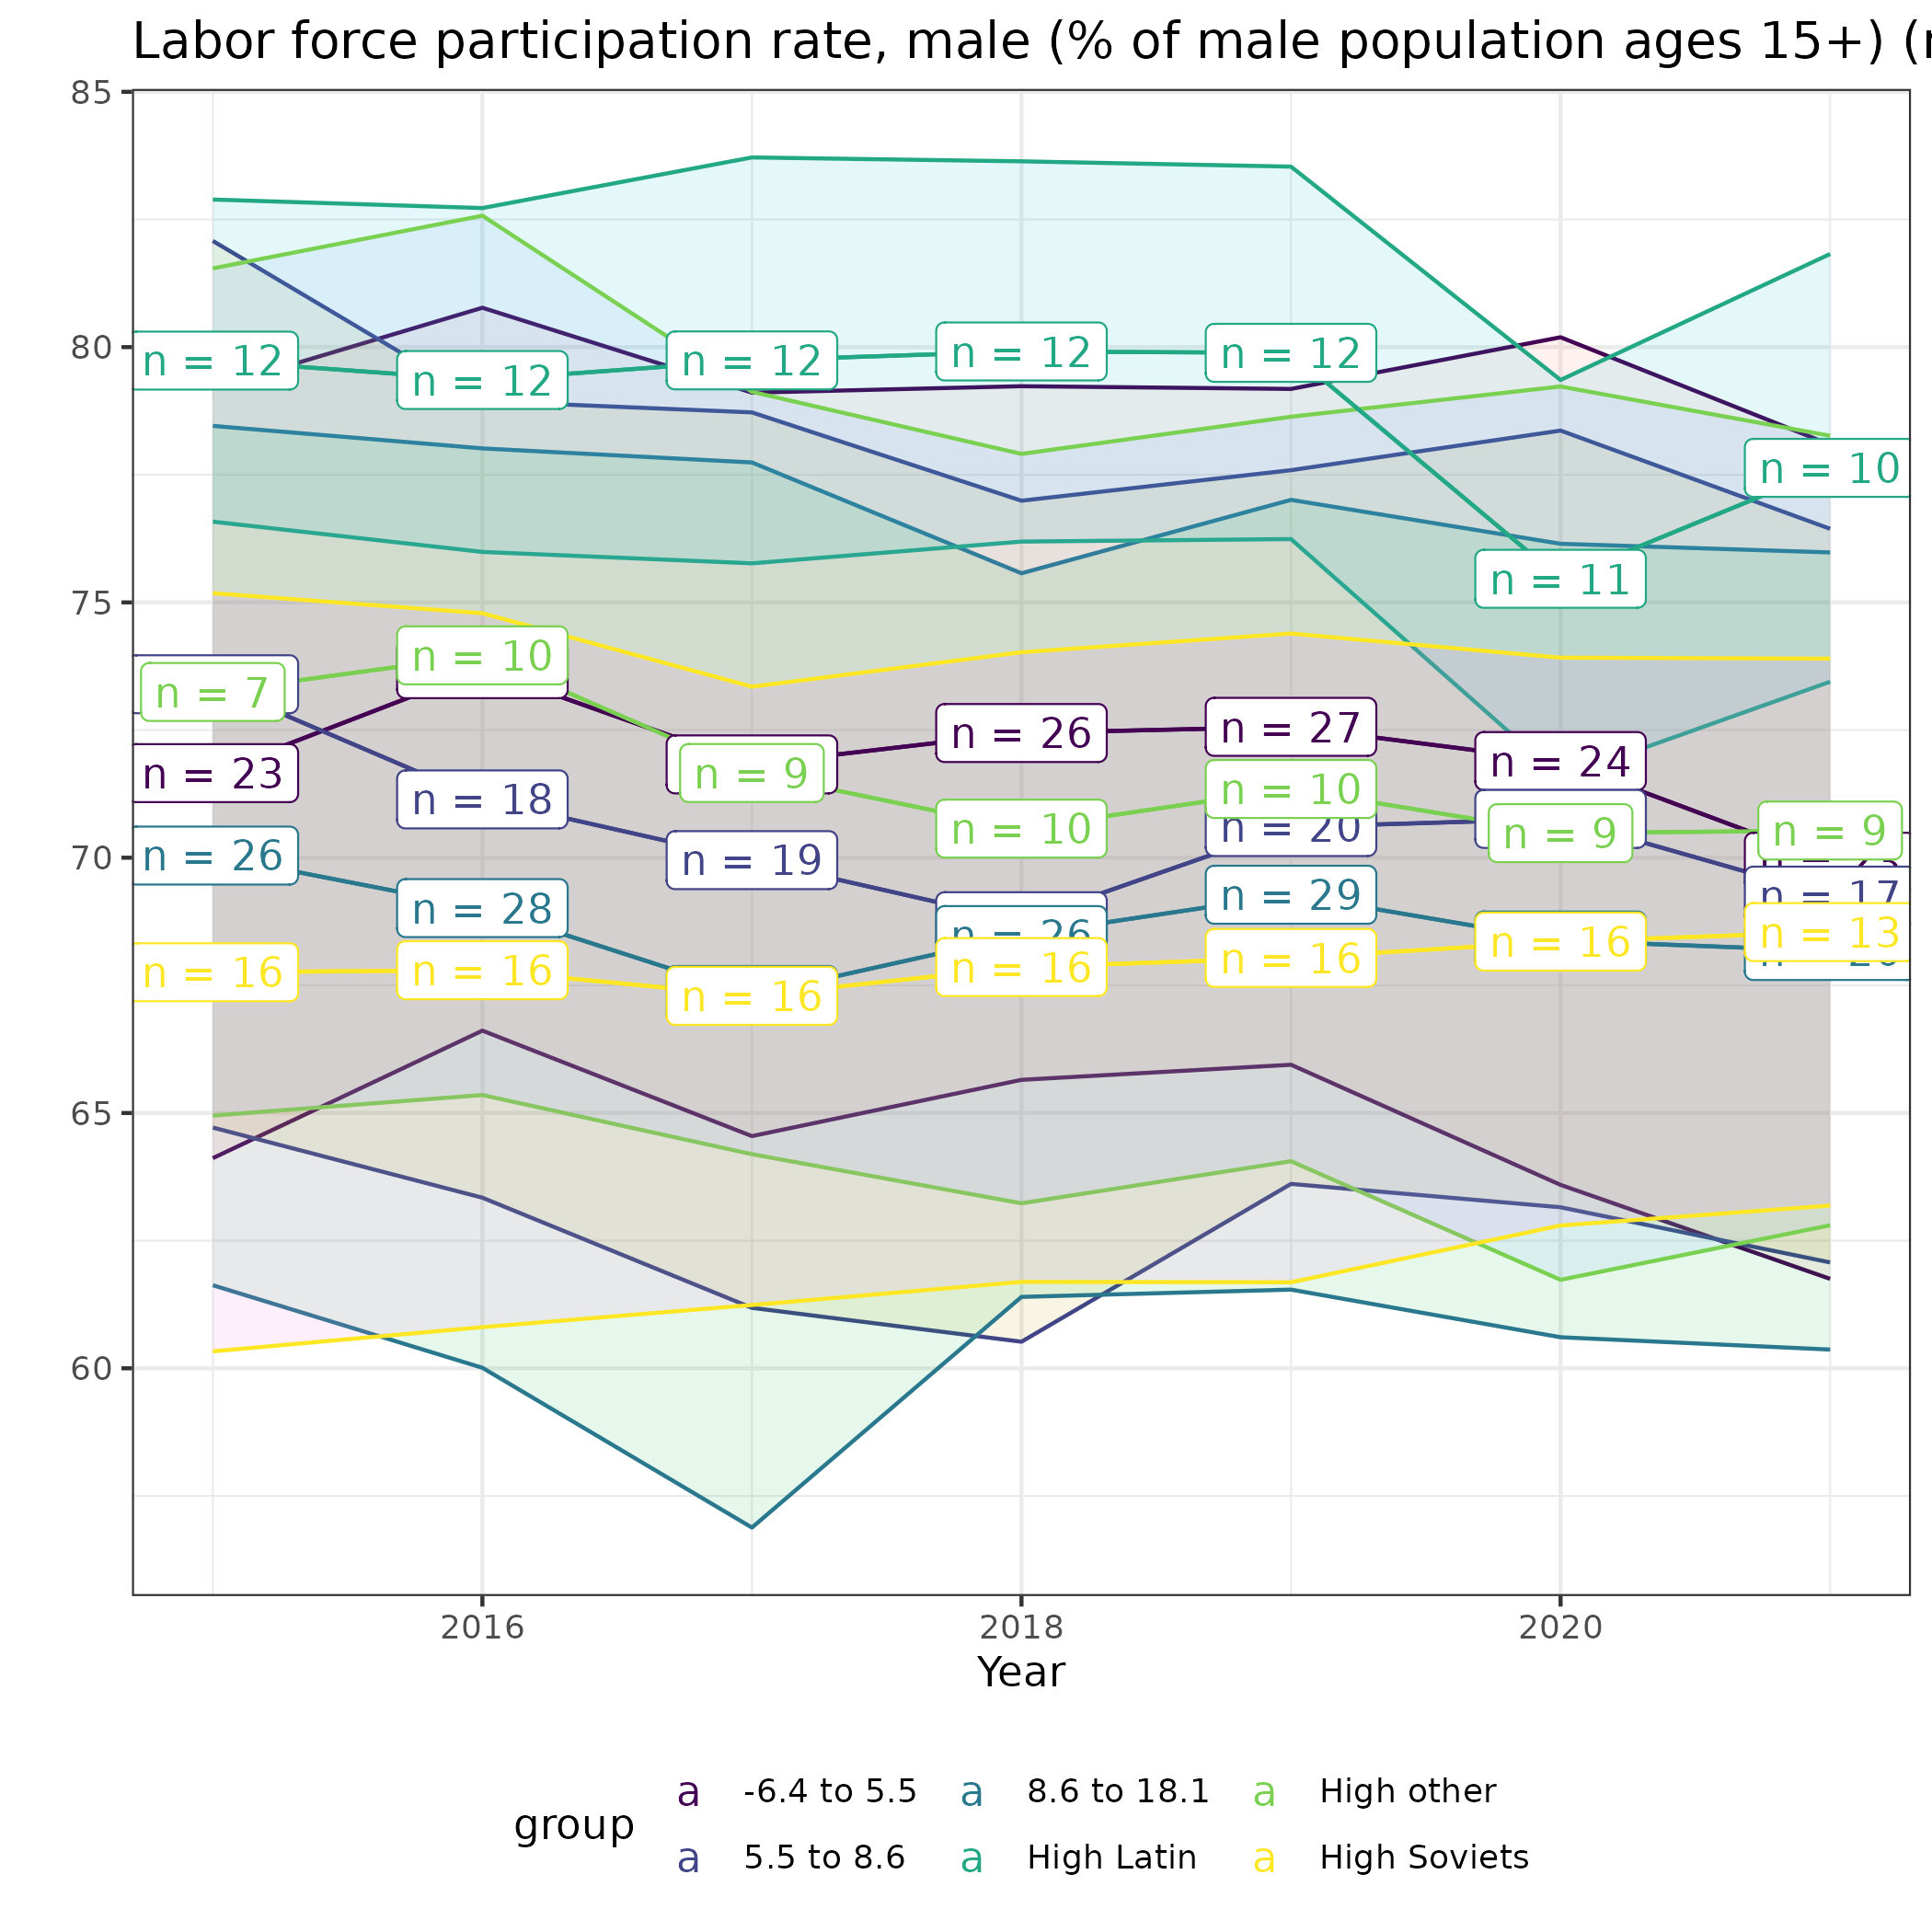 Labor force participation rate, male (% of male population ages 15+) (
85
80
75
70
65
60
n = 12
n = 12
n = 12
n = 12
n = 12
n = 11
n = 10
n = 7
n = 10
n = 9
n = 10
n = 10
n = 9
n = 9
n = 23
n = 26
n = 27
n = 24
n = 18
n = 19
n = 20
n = 17
n = 26
n = 28
n = 26
n = 29
n = 16
n = 16
n = 16
n = 16
n = 16
n = 16
n = 13
2016
2018
2020
Year
group
a -6.4 to 5.5
a 8.6 to 18.1
a High other
a 5.5 to 8.6
a High Latin
a High Soviets